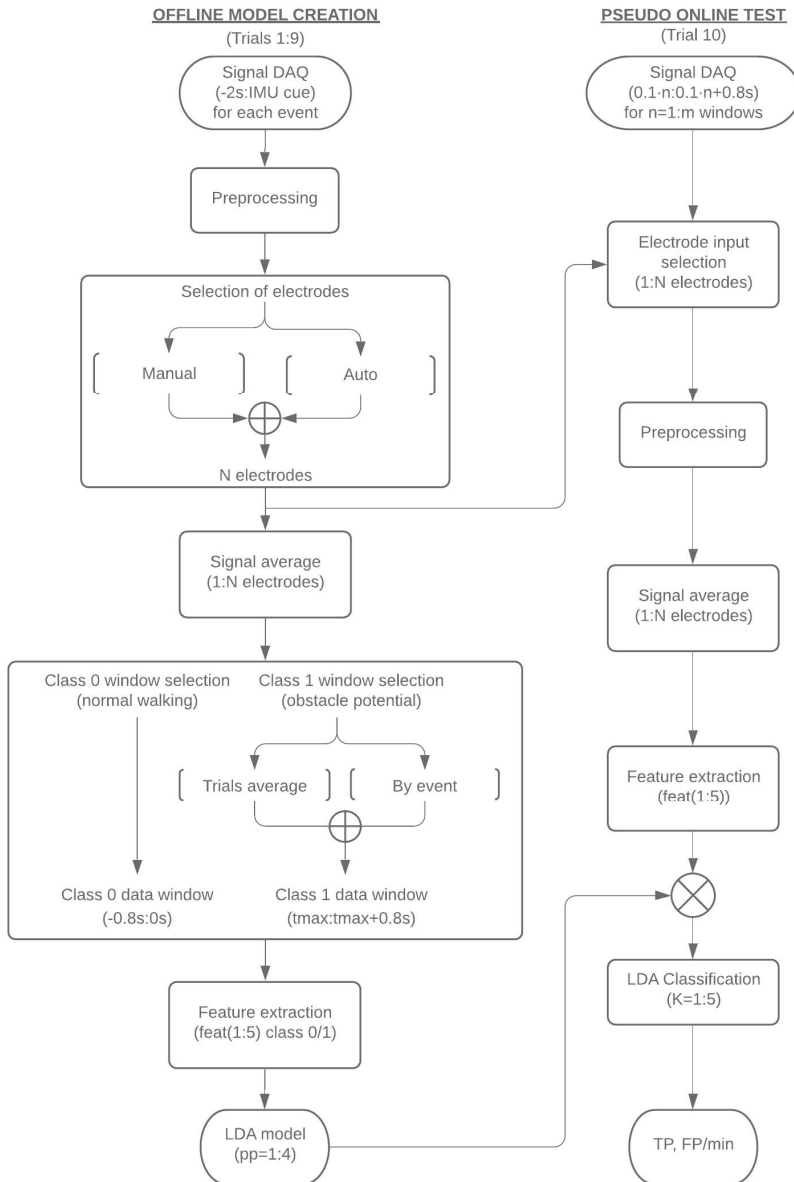 OFFLINE MODEL CREATION
(Trials 1:9)
Signal DAQ
(-2s:IMU cue)
for each event
Preprocessing
Selection of electrodes
Manual
Auto
N electrodes
Signal average
(1:N electrodes)
Class 0 window selection
(normal walking)
Class 1 window selection
(obstacle potential)
Trials average
By event
Class 0 data window
(-0.8s:0s)
Class 1 data window
(tmax:tmax+0.8s)
Feature extraction
(feat(1:5) class 0/1)
LDA model
(pp=1:4)
PSEUDO ONLINE TEST
(Trial 10)
Signal DAQ
(0.1·n:0.1·n+0.8s)
for n=1:m windows
Electrode input
selection
(1:N electrodes)
Preprocessing
Signal average
(1:N electrodes)
Feature extraction
(feat(1:5))
LDA Classification
(K=1:5)
TP, FP/min